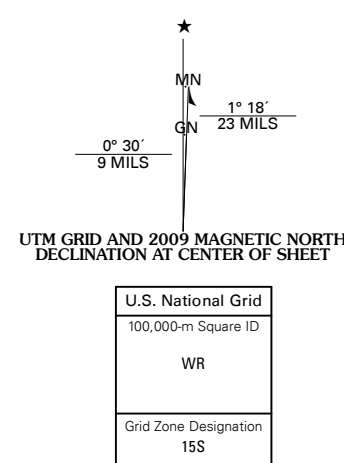 MN
GN
1° 18´
23 MILS
0° 30´
9 MILS
UTM GRID AND 2009 MAGNETIC NORTH
DECLINATION AT CENTER OF SHEET
U.S. National Grid
100,000-m Square ID
WR
Grid Zone Designation
15S